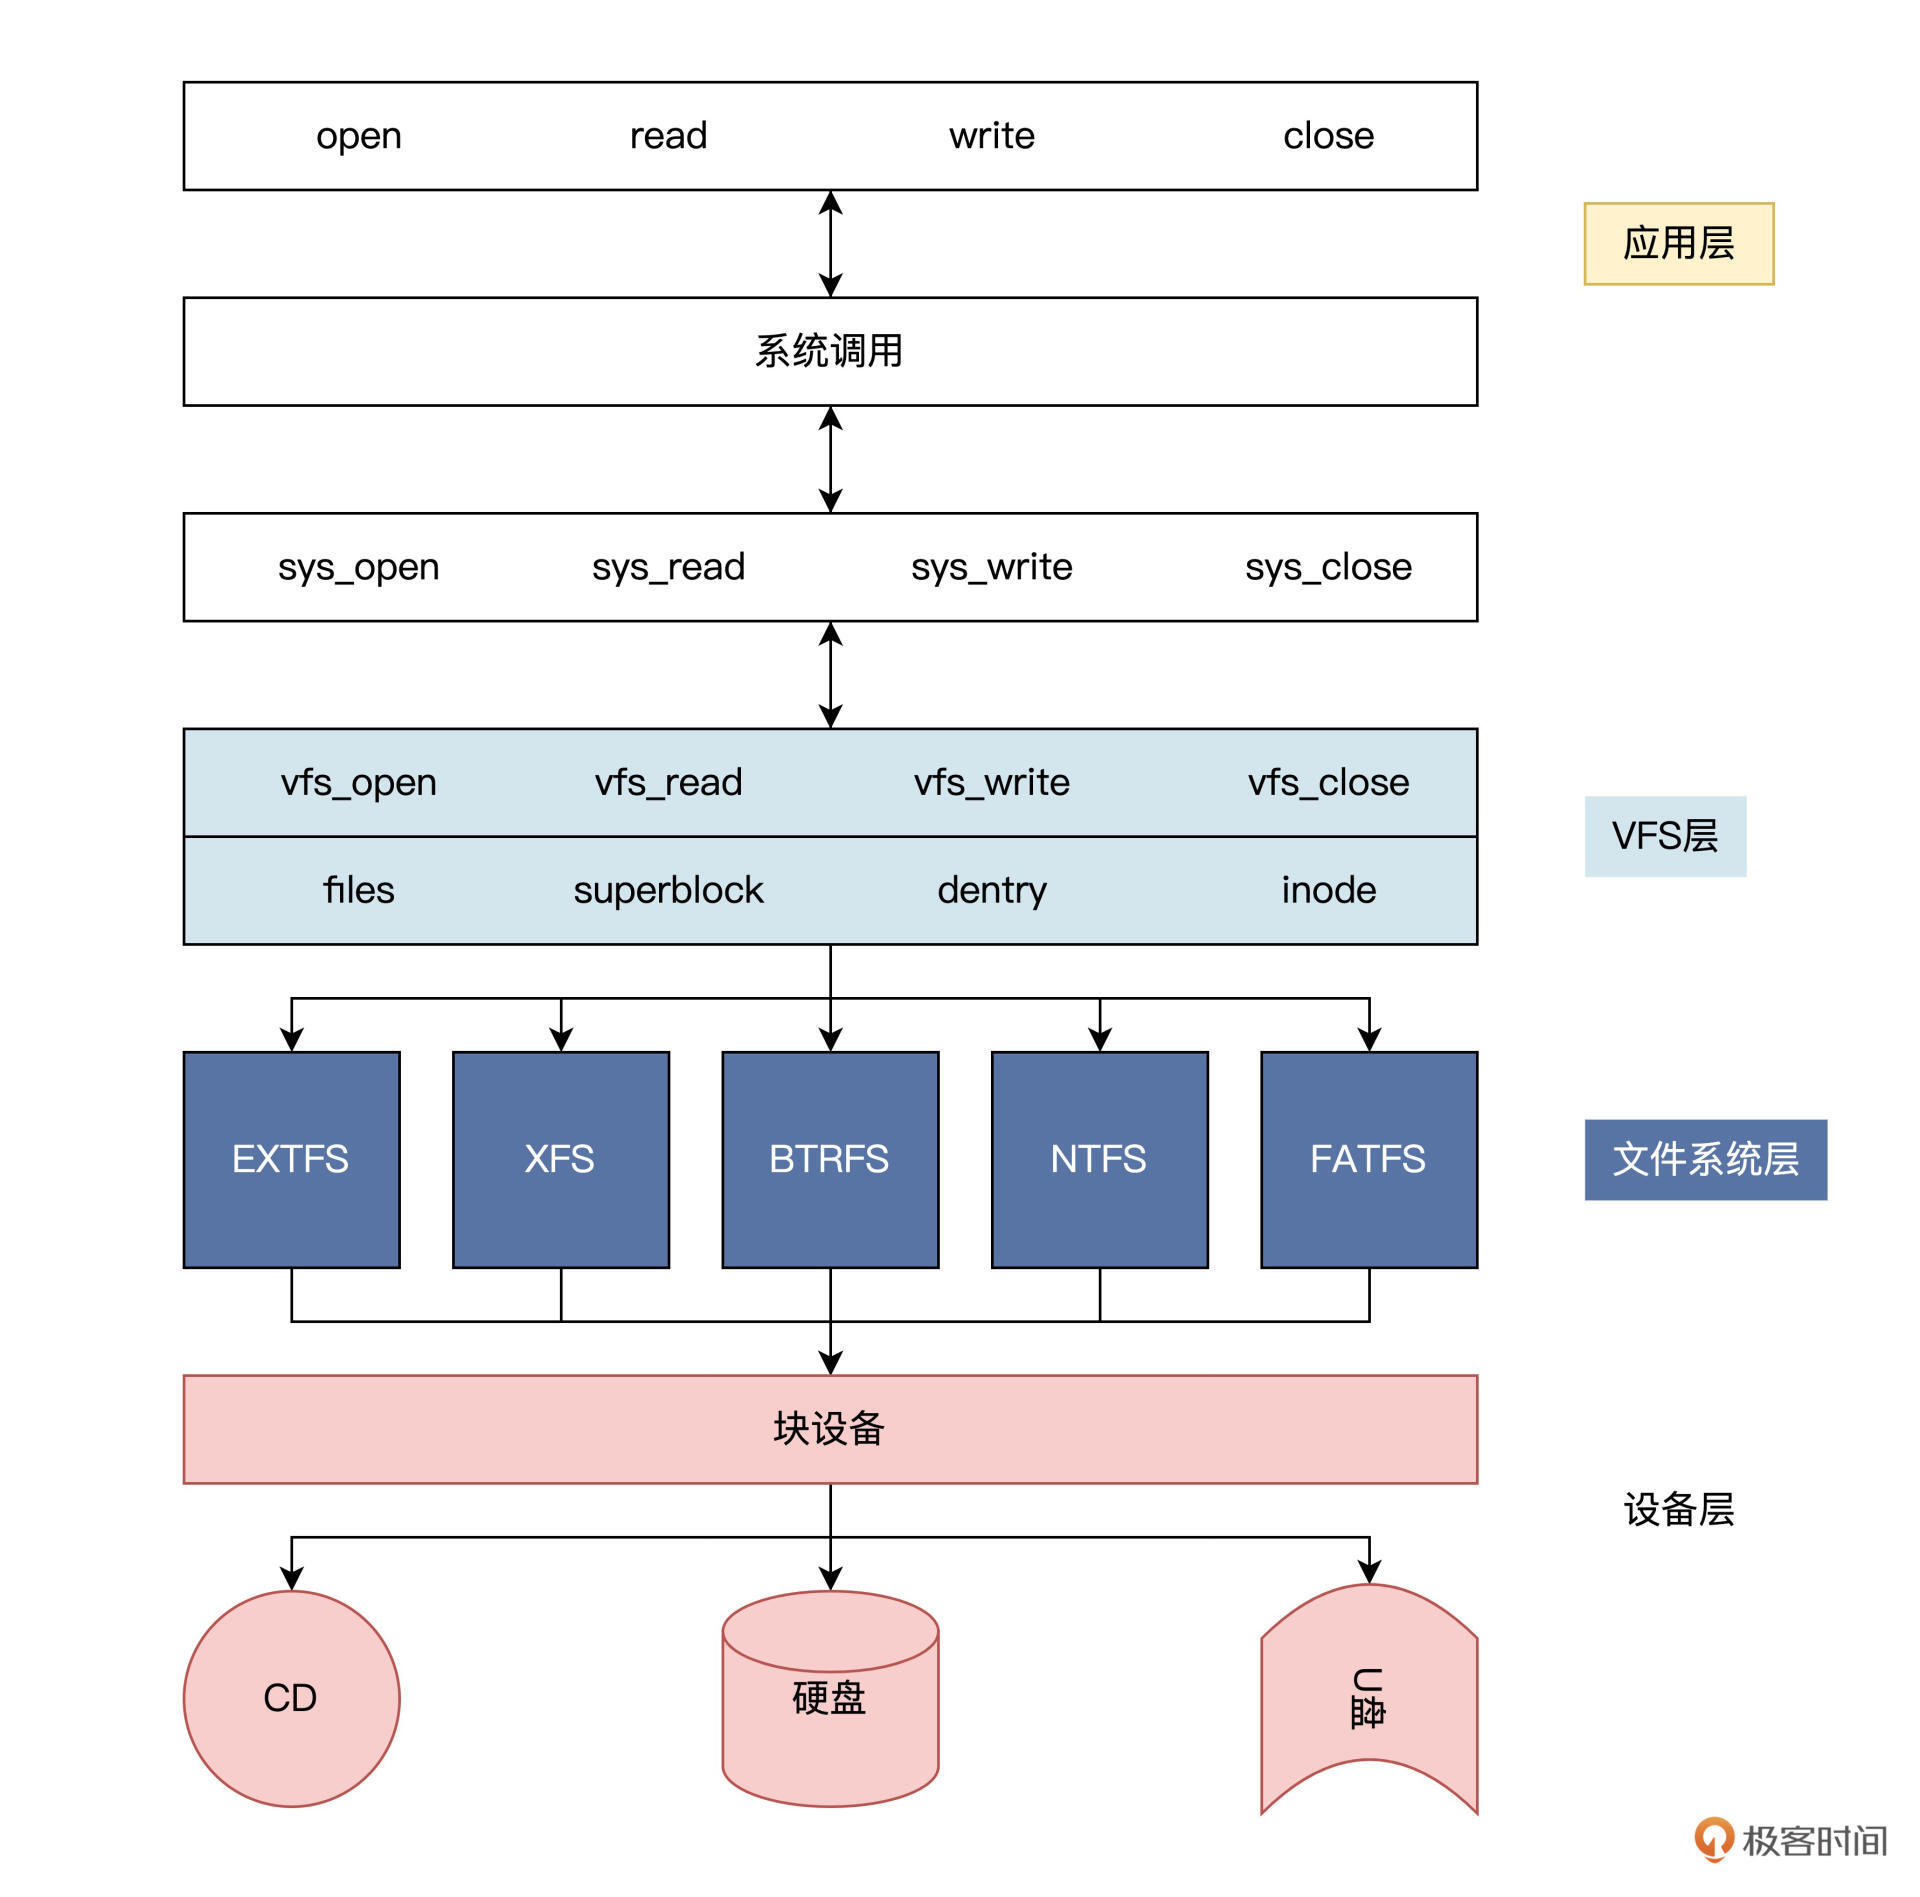 open read write close
应用层
系统调用
sys_open sys_read sys_write sys_close
vfs_open vfs_read vfs_write vfs_close
VFS层
files superblock dentry inode
EXTFS XFS BTRFS NTFS FATFS
文件系统层
块设备
设备层
CD 硬盘 U盘
极客时间